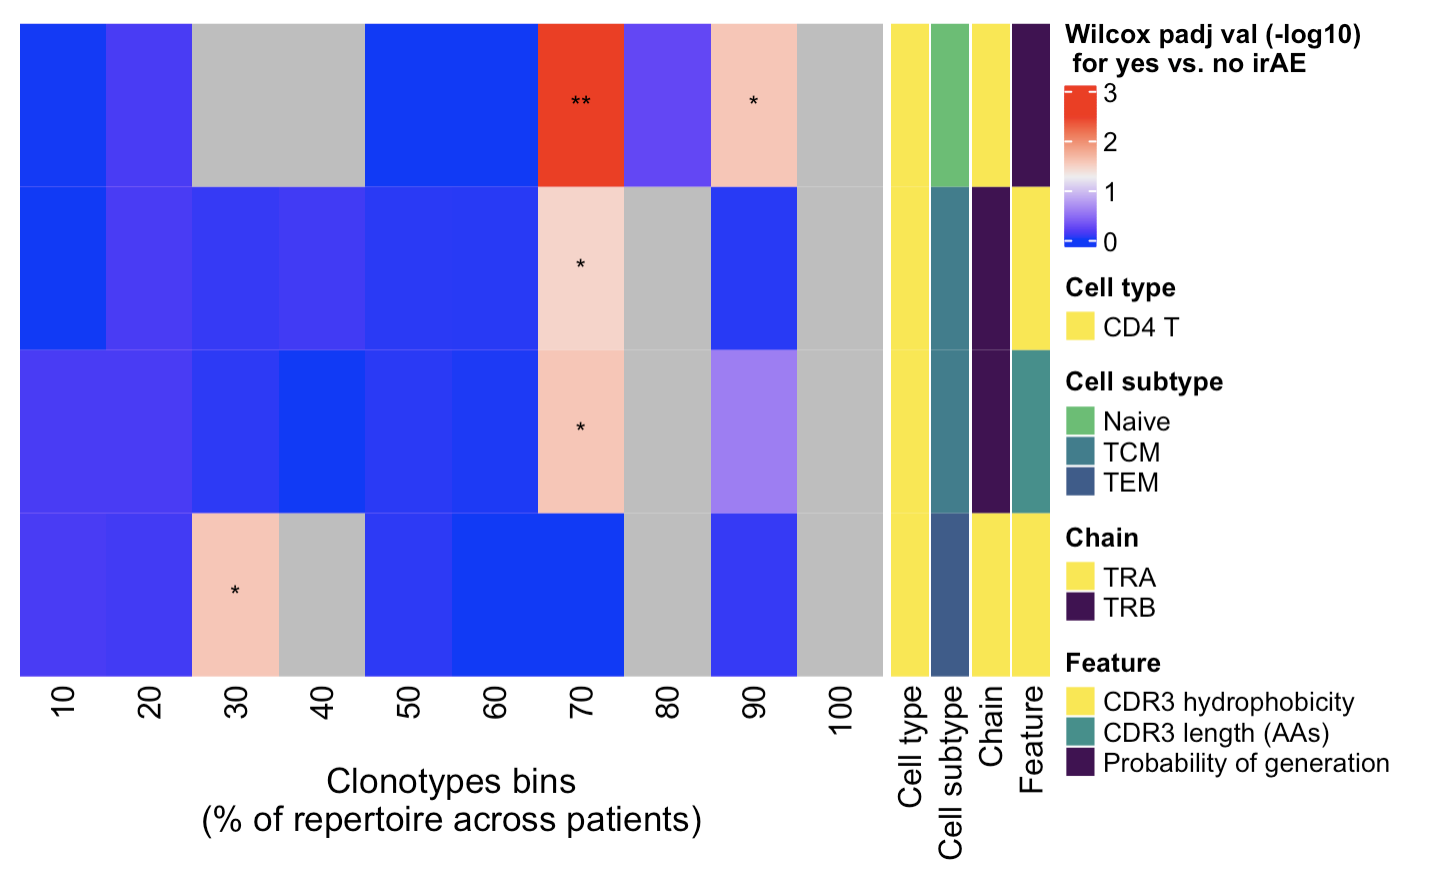 Wilcox padj val (-log10)
for yes vs. no irAE
3
2
1
0
**
*
*
*
*
Cell type
CD4 T
Cell subtype
Naive
TCM
TEM
Chain
TRA
TRB
Feature
CDR3 hydrophobicity
CDR3 length (AAs)
Probability of generation
10
20
30
40
50
60
70
80
90
100
Cell type
Cell subtype
Chain
Feature
Clonotypes bins
(% of repertoire across patients)